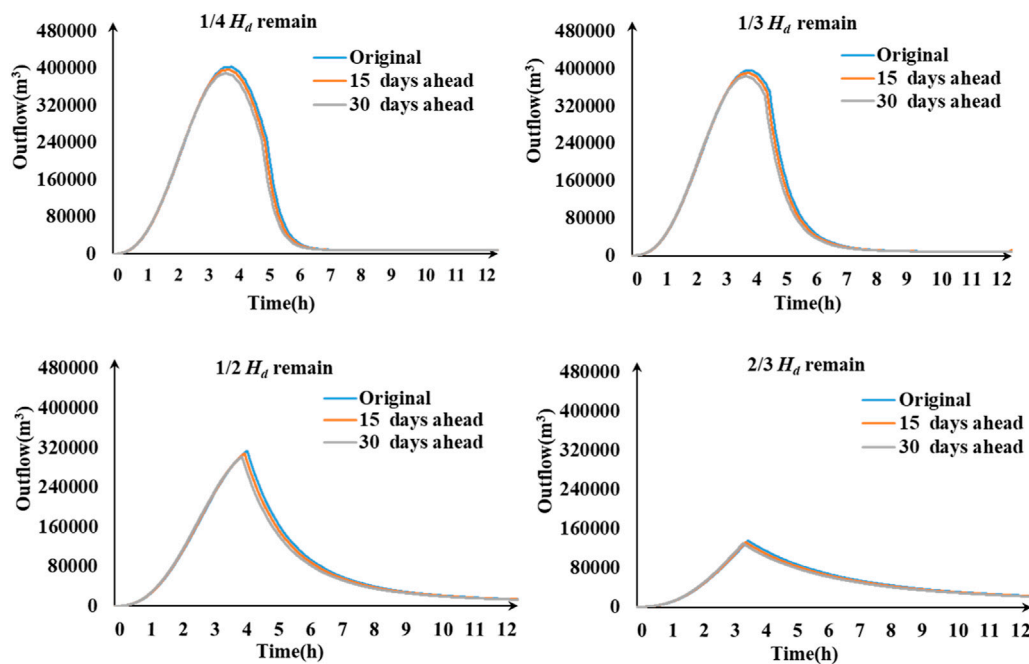 1/4 H_d remain
Outflow(m³)
480000
400000
320000
240000
160000
80000
0
Original
15 days ahead
30 days ahead
0 1 2 3 4 5 6 7 8 9 10 11 12
Time(h)
1/3 H_d remain
Outflow(m³)
480000
400000
320000
240000
160000
80000
0
Original
15 days ahead
30 days ahead
0 1 2 3 4 5 6 7 8 9 10 11 12
Time(h)
1/2 H_d remain
Outflow(m³)
480000
400000
320000
240000
160000
80000
0
Original
15 days ahead
30 days ahead
0 1 2 3 4 5 6 7 8 9 10 11 12
Time(h)
2/3 H_d remain
Outflow(m³)
480000
400000
320000
240000
160000
80000
0
Original
15 days ahead
30 days ahead
0 1 2 3 4 5 6 7 8 9 10 11 12
Time(h)